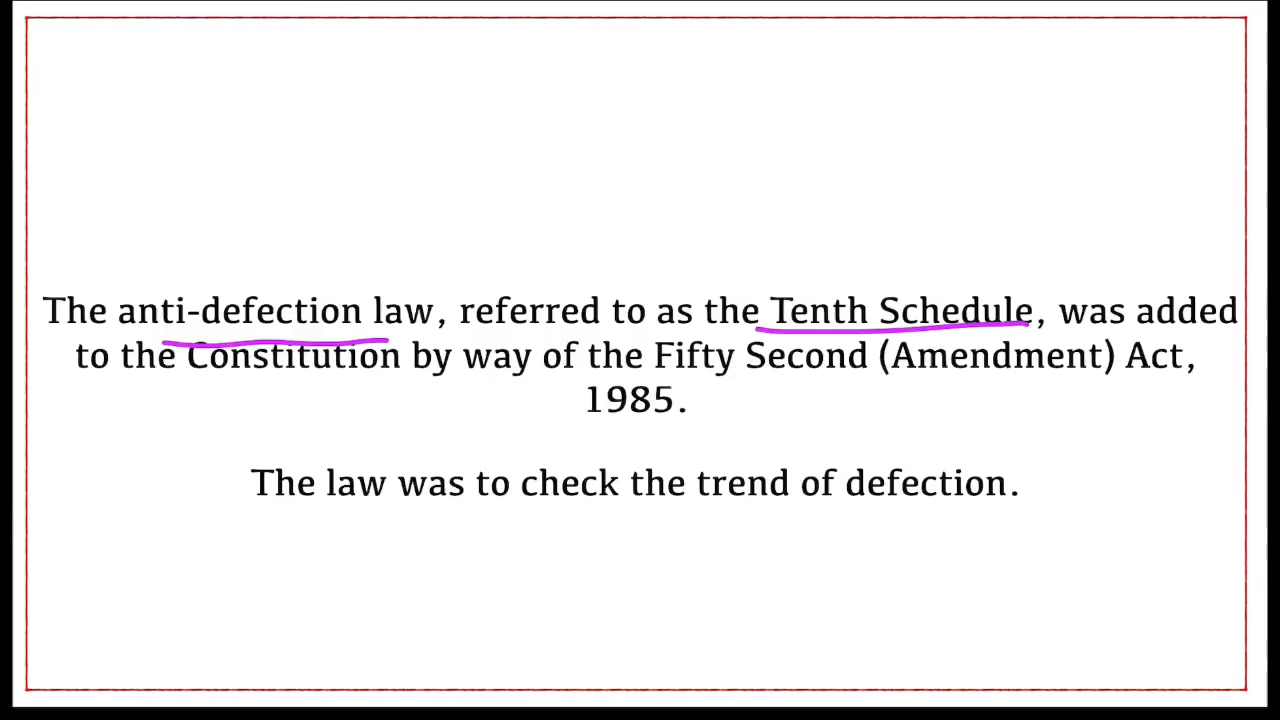 The anti-defection law, referred to as the Tenth Schedule, was added
to the Constitution by way of the Fifty Second (Amendment) Act,
1985.
The law was to check the trend of defection.